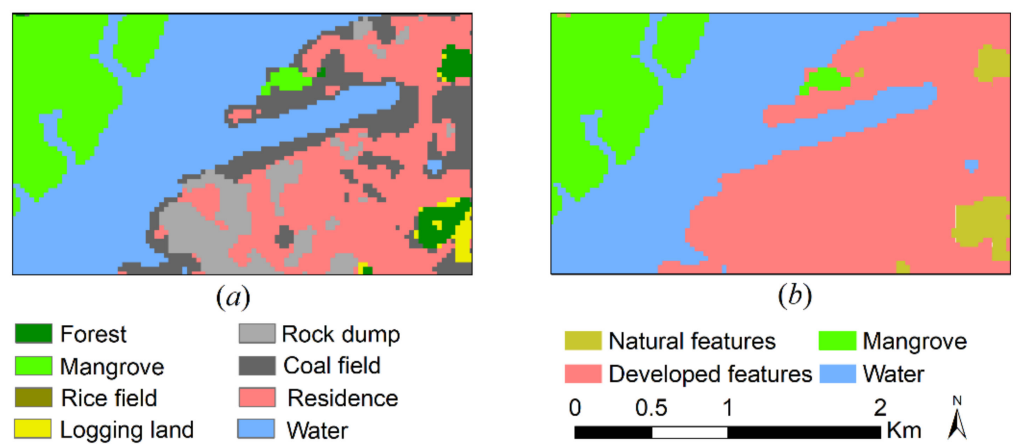 (a)
(b)
Forest
Rock dump
Mangrove
Coal field
Rice field
Residence
Logging land
Water
Natural features
Mangrove
Developed features
Water
0 0.5 1 2
Km
N